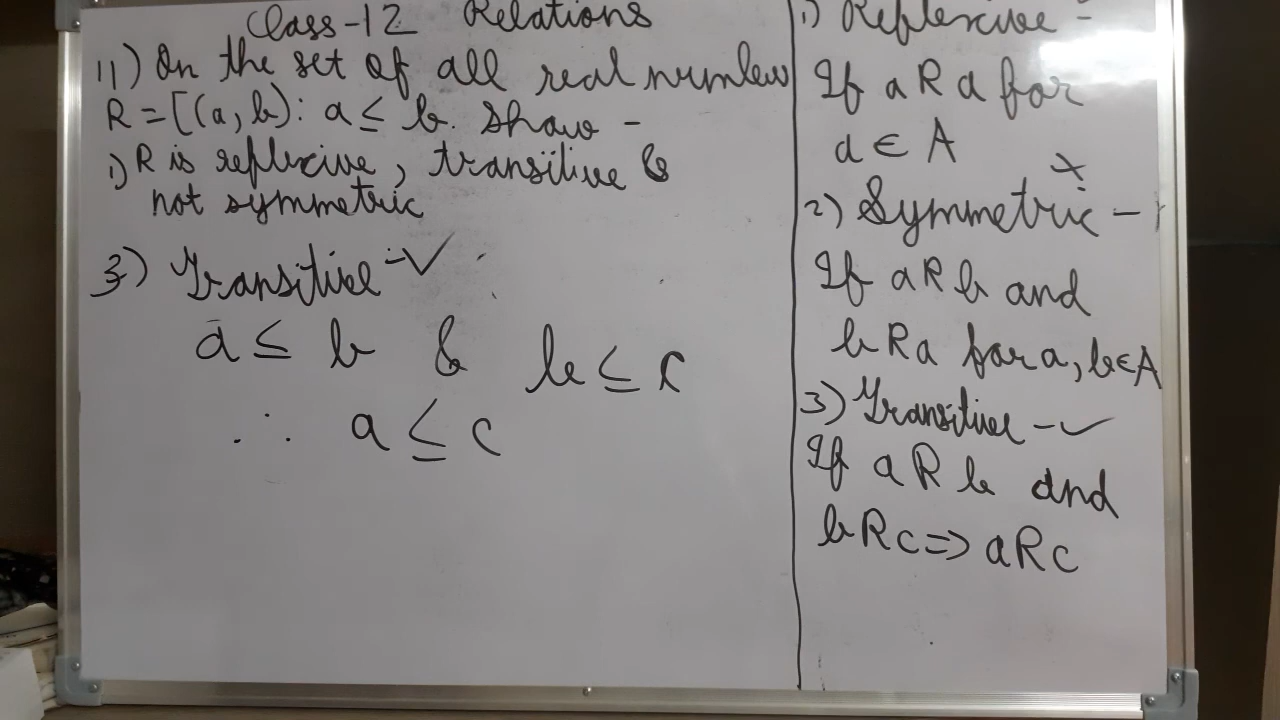 Class-12 Relations
11) On the set of all real numbers
R = [(a, b) : a ≤ b. Show -
i) R is reflexive, transitive &
not symmetric
3) Transitive - ✓
a ≤ b & b ≤ c
∴ a ≤ c
1) Reflexive -
If a R a for
a ∈ A
2) Symmetric - x
If a R b and
b R a for a, b ∈ A
3) Transitive - ✓
If a R b and
b R c => a R c